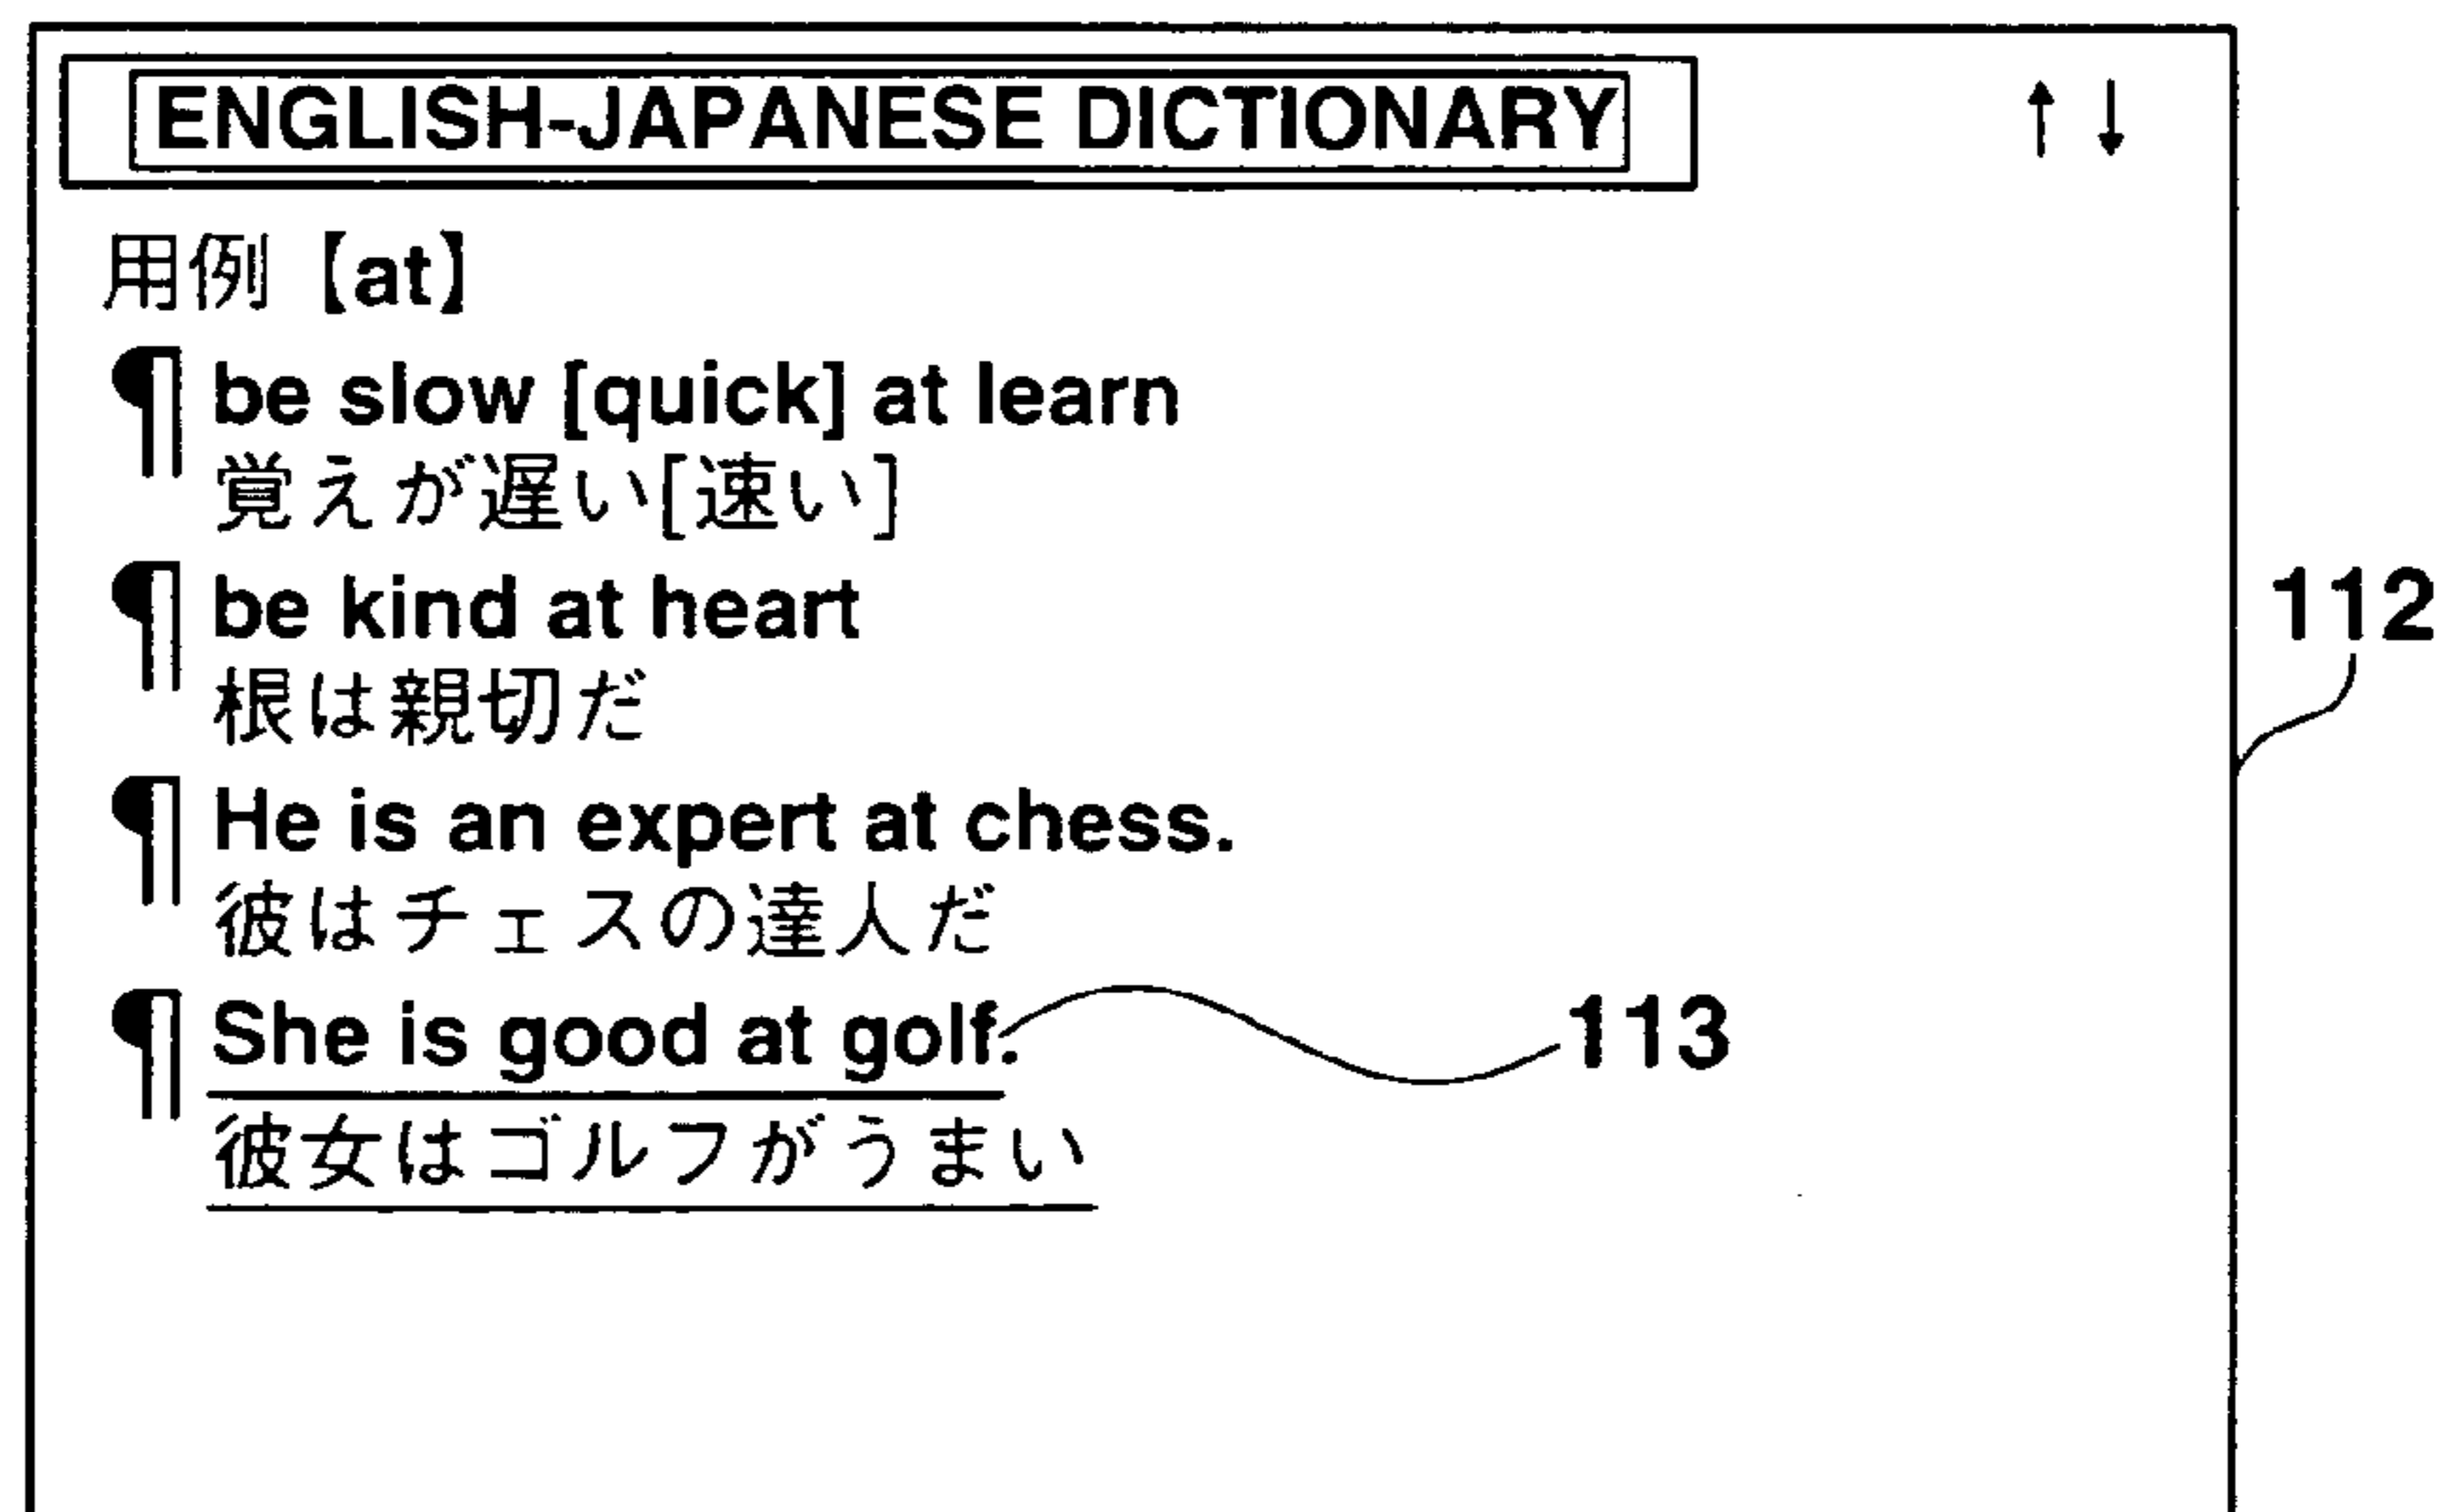 ENGLISH-JAPANESE DICTIONARY ↑ ↓
用例【at】
¶ be slow [quick] at learn
覚えが遅い[速い]
¶ be kind at heart
112
根は親切だ
¶ He is an expert at chess.
彼はチェスの達人だ
¶ She is good at golf.
113
彼女はゴルフがうまい